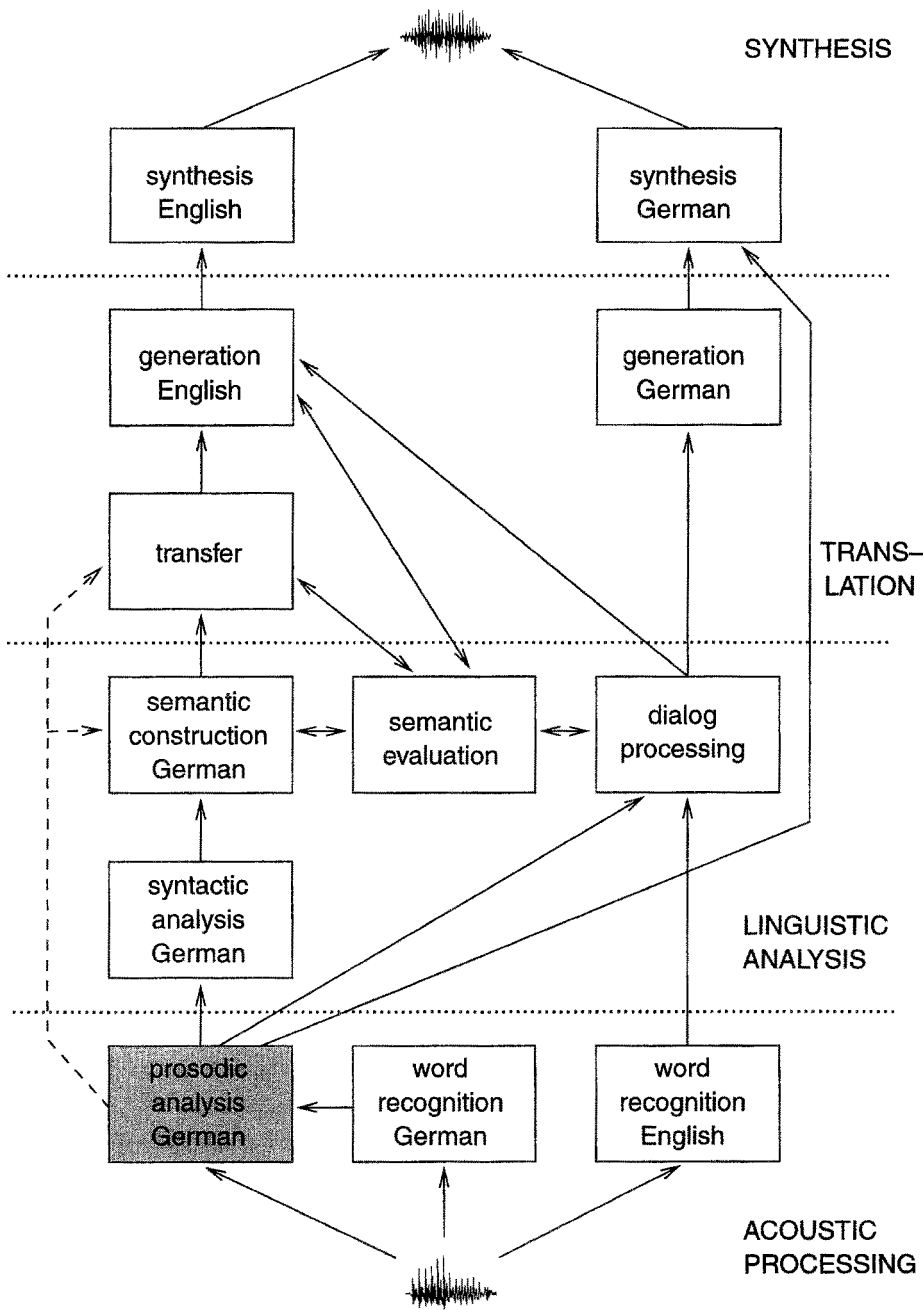 SYNTHESIS
synthesis
English
synthesis
German
generation
English
generation
German
transfer
TRANS–
LATION
semantic
construction
German
semantic
evaluation
dialog
processing
syntactic
analysis
German
LINGUISTIC
ANALYSIS
prosodic
analysis
German
word
recognition
German
word
recognition
English
ACOUSTIC
PROCESSING